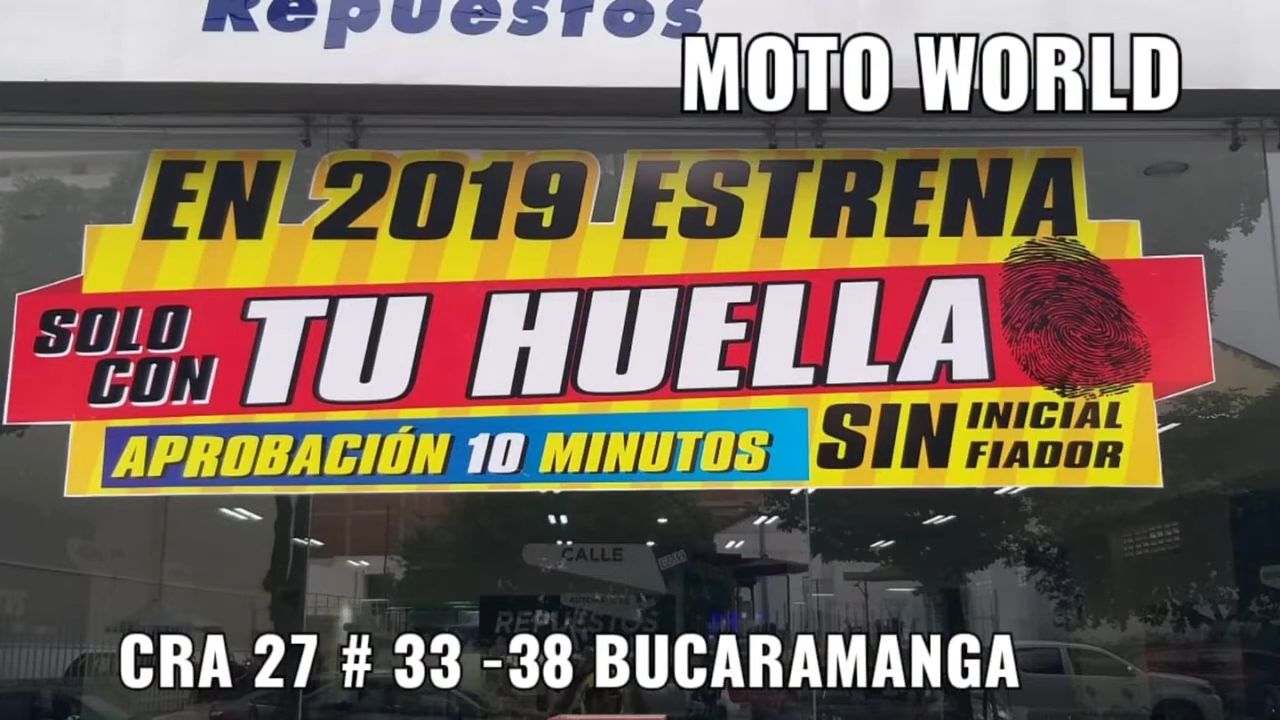 Repuestos
MOTO WORLD
EN 2019 ESTRENA
SOLO CON TU HUELLA
APROBACIÓN 10 MINUTOS
SIN INICIAL FIADOR
CALLE
REPUESTOS
CRA 27 # 33 -38 BUCARAMANGA